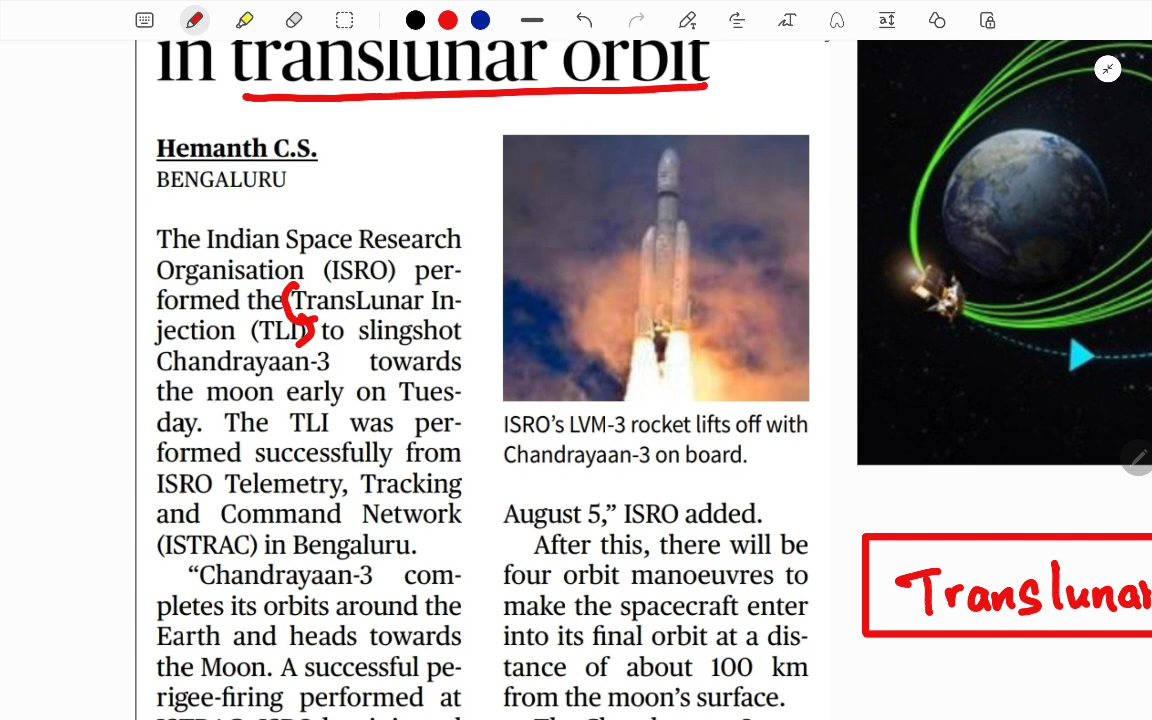 in translunar orbit
Hemanth C.S.
BENGALURU
The Indian Space Research
Organisation (ISRO) per-
formed the TransLunar In-
jection (TLI) to slingshot
Chandrayaan-3 towards
the moon early on Tues-
day. The TLI was per-
formed successfully from
ISRO Telemetry, Tracking
and Command Network
(ISTRAC) in Bengaluru.
“Chandrayaan-3 com-
pletes its orbits around the
Earth and heads towards
the Moon. A successful pe-
rigee-firing performed at
ISRO’s LVM-3 rocket lifts off with
Chandrayaan-3 on board.
August 5,” ISRO added.
After this, there will be
four orbit manoeuvres to
make the spacecraft enter
into its final orbit at a dis-
tance of about 100 km
from the moon’s surface.
Translunar